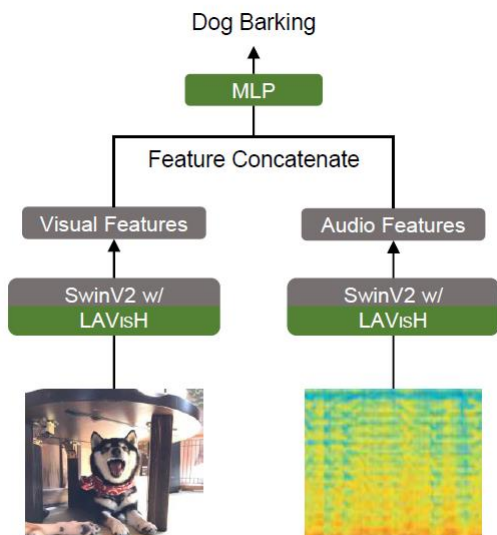 Dog Barking
MLP
Feature Concatenate
Visual Features
Audio Features
SwinV2 w/
LAVISH
SwinV2 w/
LAVISH